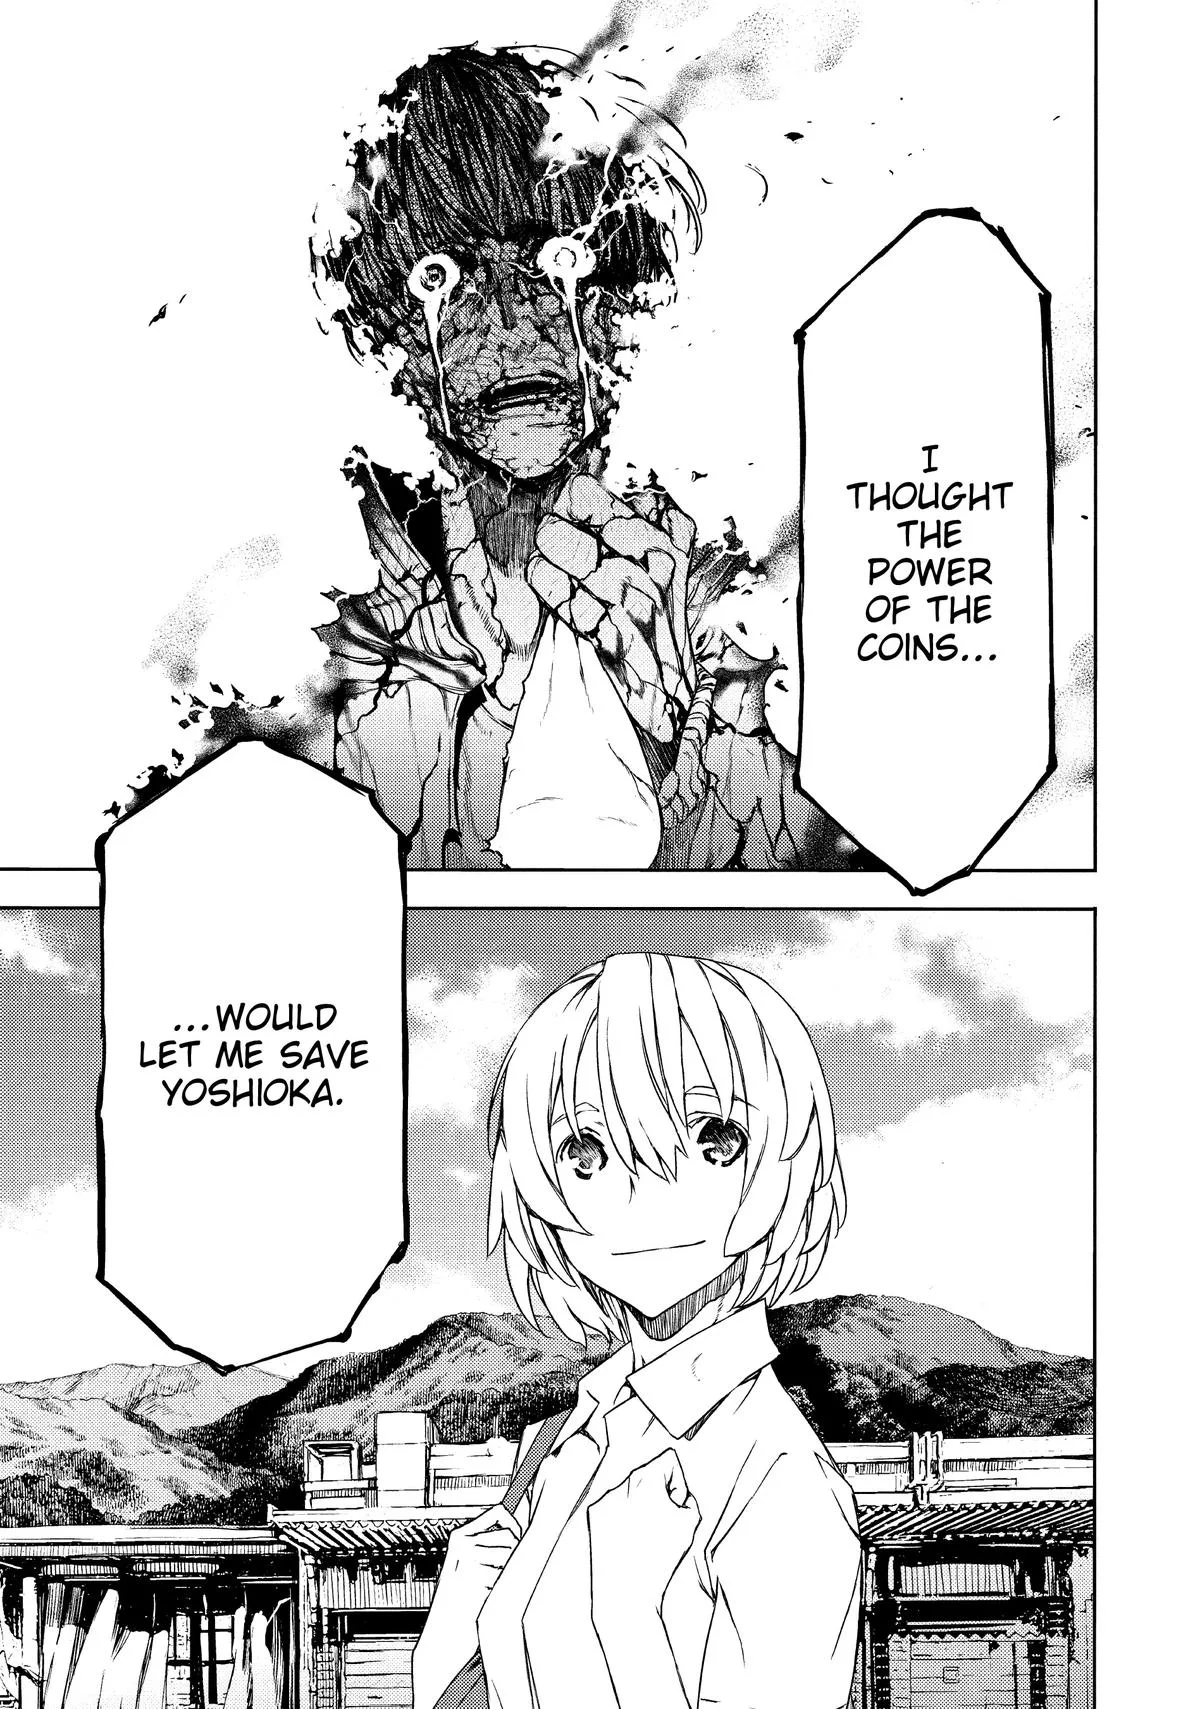 I
THOUGHT
THE
POWER
OF THE
COINS...
...WOULD
LET ME SAVE
YOSHIOKA.